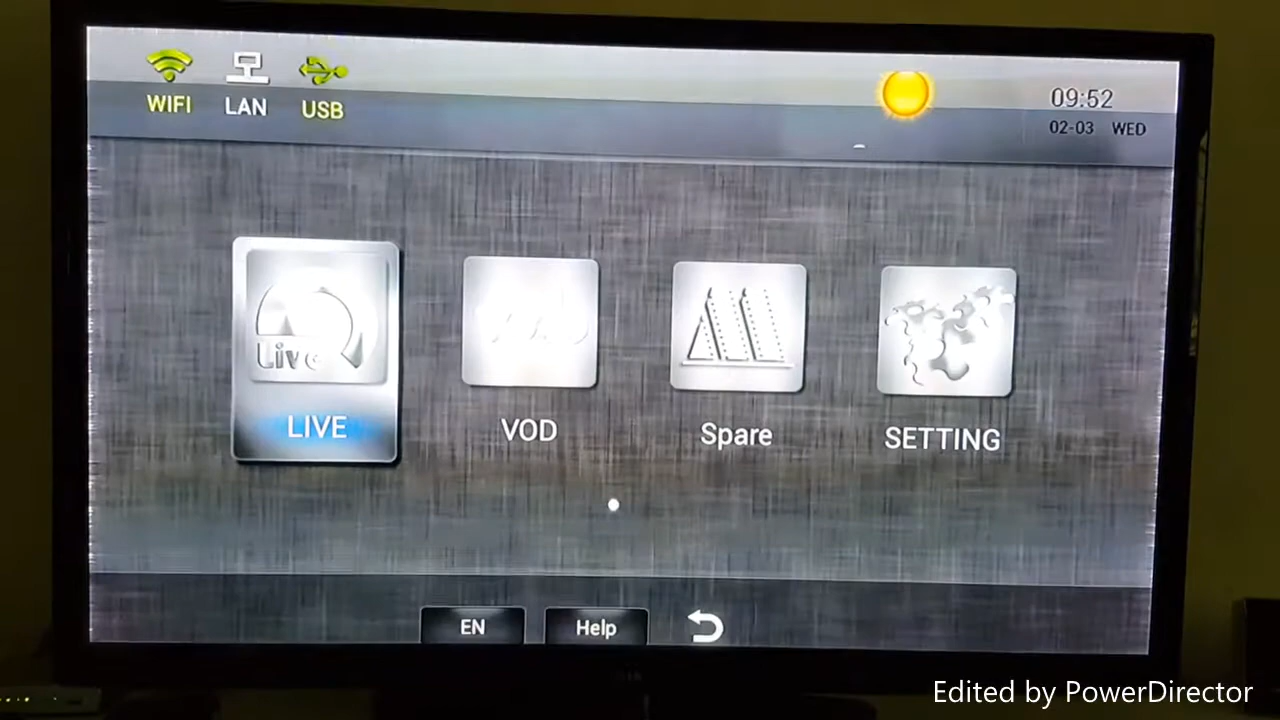 WIFI LAN USB
09:52
02-03 WED
Live
LIVE VOD Spare SETTING
EN Help
Edited by PowerDirector